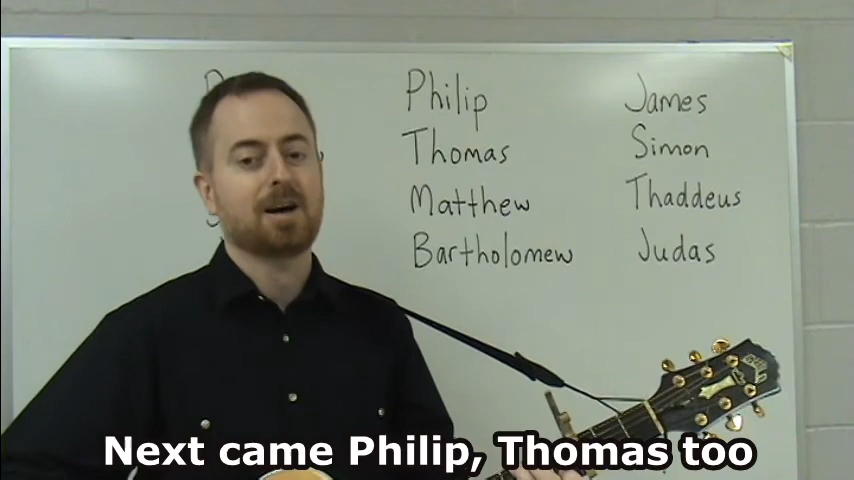 Philip James
Thomas Simon
Matthew Thaddeus
Bartholomew Judas
Next came Philip, Thomas too